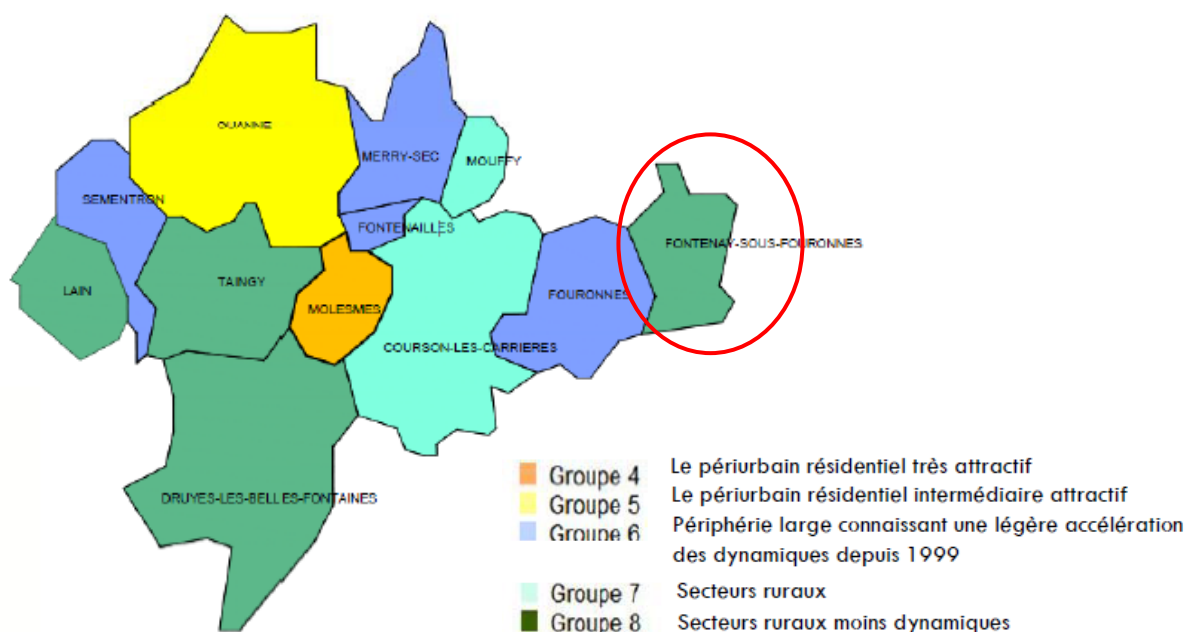 OUANNE
MERRY-SEC
MOUFFY
SEMENTRON
FONTENAILLES
FONTENAY-SOUS-FOURONNES
LAIN
TAINGY
MOLESMES
FOURONNES
COURSON-LES-CARRIERES
DRUYES-LES-BELLES-FONTAINES
Groupe 4 Le périurbain résidentiel très attractif
Groupe 5 Le périurbain résidentiel intermédiaire attractif
Groupe 6 Périphérie large connaissant une légère accélération
des dynamiques depuis 1999
Groupe 7 Secteurs ruraux
Groupe 8 Secteurs ruraux moins dynamiques